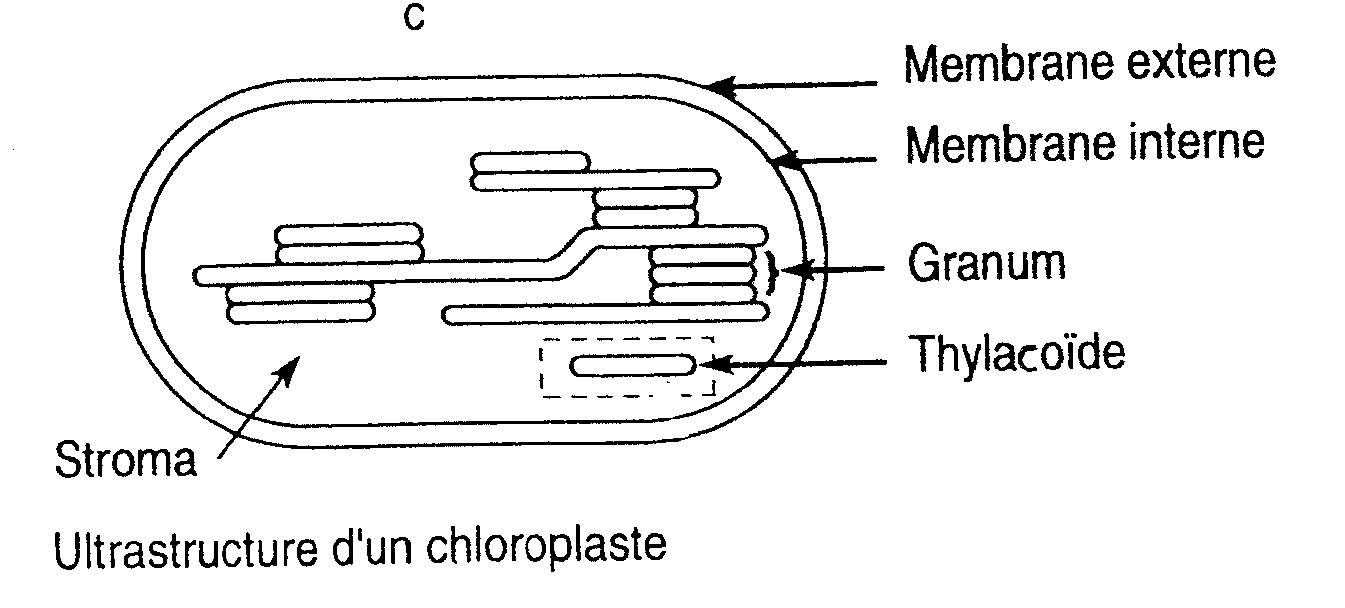 c
Membrane externe
Membrane interne
Granum
Thylacoïde
Stroma
Ultrastructure d'un chloroplaste